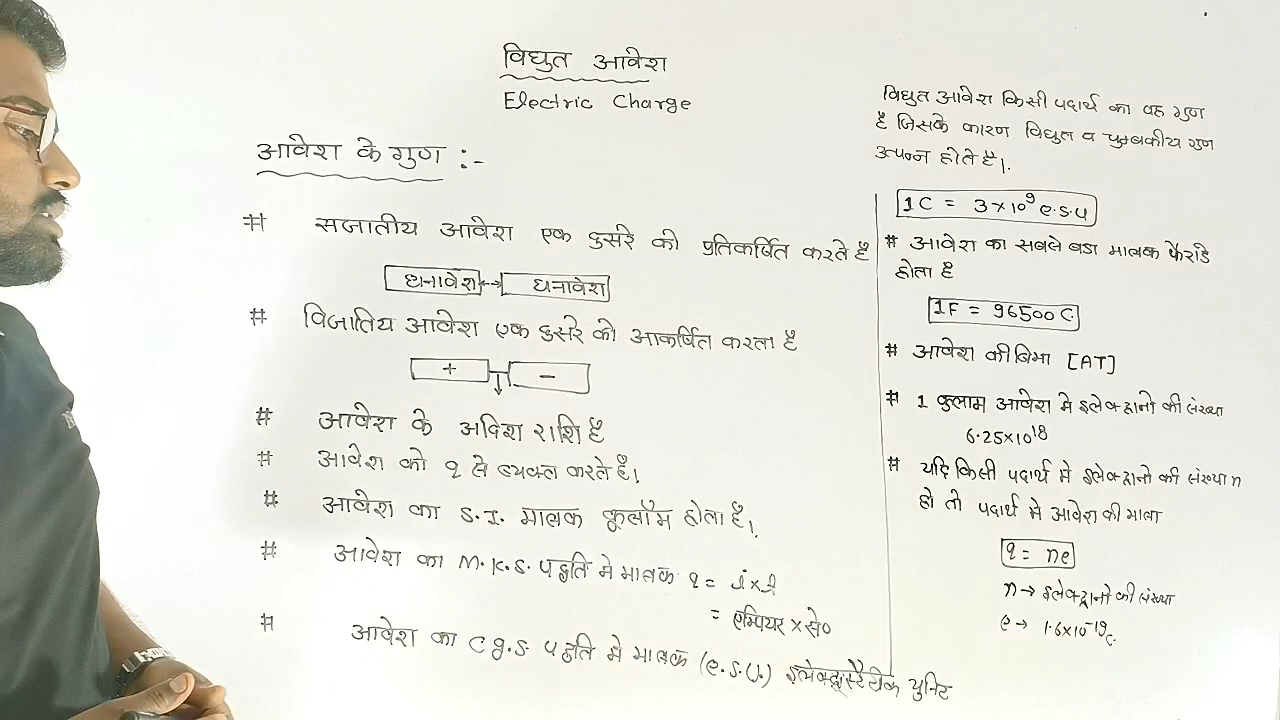 विधुत आवेश
Electric Charge
आवेश के गुण :-
# सजातीय आवेश एक दुसरे को प्रतिकर्षित करते है
धनावेश ↔ धनावेश
# विजातिय आवेश एक दुसरे को आकर्षित करता है
+ -
# आवेश के अदिश राशि है
# आवेश को q से व्यक्त करते है।
# आवेश का S.I. मात्रक कूलॉम होता है।
# आवेश का M.K.S. पद्धति मे मात्रक q = i×t
= एम्पियर × से०
# आवेश का C.g.S. पद्धति मे मात्रक (e.S.U.) इलेक्ट्रास्टैटीक युनिट
विधुत आवेश किसी पदार्थ का वह गुण
है जिसके कारण विधुत व चुम्बकीय गुण
उत्पन्न होते है।
1C = 3×10⁹ e.s.u
# आवेश का सबसे बडा मात्रक फैराडे
होता है
1F = 96500 C
# आवेश की बिमा [AT]
# 1 कुलाम आवेश मे इलेक्ट्रानो की संख्या
6.25×10¹⁸
# यदि किसी पदार्थ मे इलेक्ट्रानो की संख्या n
हो तो पदार्थ मे आवेश की मात्रा
q = ne
n → इलेक्ट्रानो की संख्या
e → 1.6×10⁻¹⁹C.